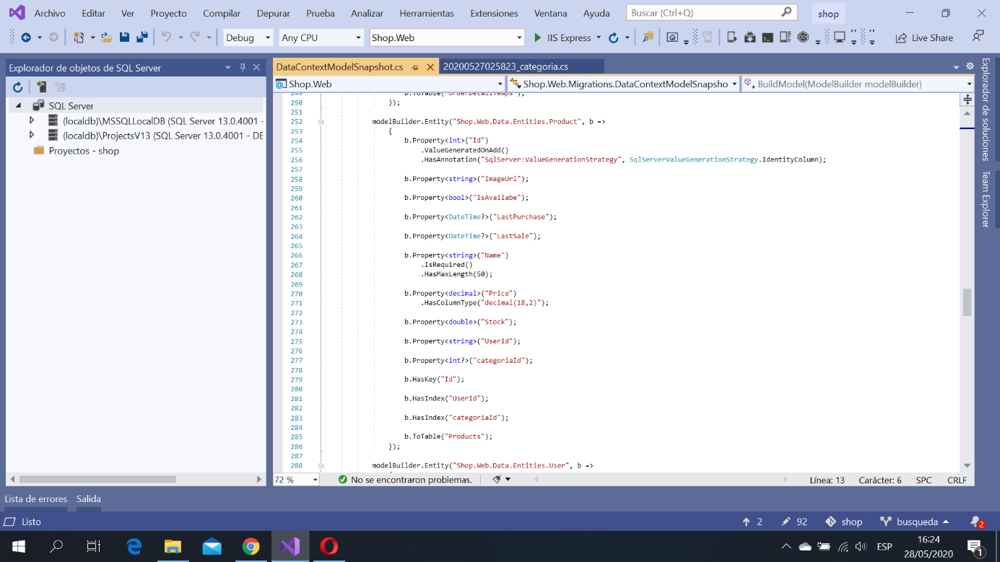 Archivo Editar Ver Proyecto Compilar Depurar Prueba Analizar Herramientas Extensiones Ventana Ayuda Buscar (Ctrl+Q) shop
Debug Any CPU Shop.Web IIS Express Live Share
Explorador de objetos de SQL Server
SQL Server
(localdb)\MSSQLLocalDB (SQL Server 13.0.4001 -
(localdb)\ProjectsV13 (SQL Server 13.0.4001 - DE
Proyectos - shop
DataContextModelSnapshot.cs 20200527025823_categoria.cs
Shop.Web Shop.Web.Migrations.DataContextModelSnapsho BuildModel(ModelBuilder modelBuilder)
249 b.ToTable("OrderDetailTemps");
250 });
251
252 modelBuilder.Entity("Shop.Web.Data.Entities.Product", b =>
253 {
254 b.Property<int>("Id")
255 .ValueGeneratedOnAdd()
256 .HasAnnotation("SqlServer:ValueGenerationStrategy", SqlServerValueGenerationStrategy.IdentityColumn);
257
258 b.Property<string>("ImageUrl");
259
260 b.Property<bool>("IsAvailabe");
261
262 b.Property<DateTime?>("LastPurchase");
263
264 b.Property<DateTime?>("LastSale");
265
266 b.Property<string>("Name")
267 .IsRequired()
268 .HasMaxLength(50);
269
270 b.Property<decimal>("Price")
271 .HasColumnType("decimal(18,2)");
272
273 b.Property<double>("Stock");
274
275 b.Property<string>("UserId");
276
277 b.Property<int?>("categoriaId");
278
279 b.HasKey("Id");
280
281 b.HasIndex("UserId");
282
283 b.HasIndex("categoriaId");
284
285 b.ToTable("Products");
286 });
287
288 modelBuilder.Entity("Shop.Web.Data.Entities.User", b =>
72 % No se encontraron problemas. Línea: 13 Carácter: 6 SPC CRLF
Explorador de soluciones
Team Explorer
Lista de errores Salida
Listo 2 92 shop busqueda 2
ESP 16:24
28/05/2020 1